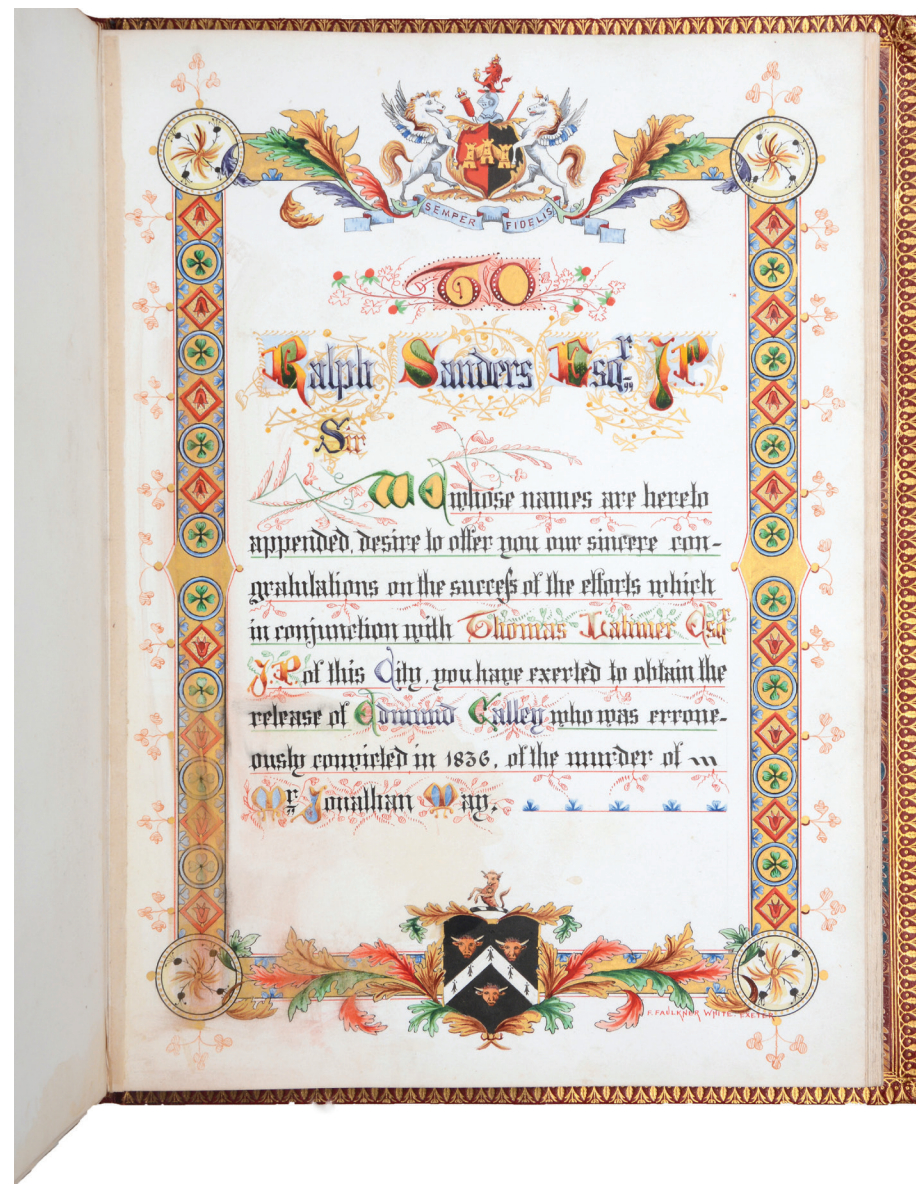 SEMPER FIDELIS
TO
Ralph Sanders Esqr. J.P.
Sir
We whose names are hereto
appended, desire to offer you our sincere con-
gratulations on the success of the efforts which
in conjunction with Thomas Latimer Esqr
J.P. of this City, you have exerted to obtain the
release of Edmund Galley who was errone-
ously convicted in 1836, of the murder of
Mr. Jonathan May.
F. FAULKNER WHITE. EXETER